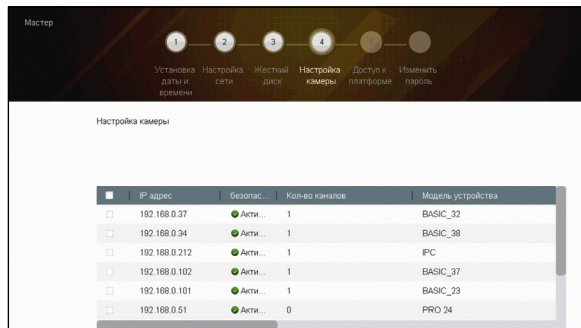 Мастер
1 2 3 4
Установка даты и времени
Настройка сети
Жесткий диск
Настройка камеры
Доступ к платформе
Изменить пароль
Настройка камеры
IP адрес безопас... Кол-во каналов Модель устройства
192.168.0.37 Акти... 1 BASIC_32
192.168.0.34 Акти... 1 BASIC_38
192.168.0.212 Акти... 1 IPC
192.168.0.102 Акти... 1 BASIC_37
192.168.0.101 Акти... 1 BASIC_23
192.168.0.51 Акти... 0 PRO 24